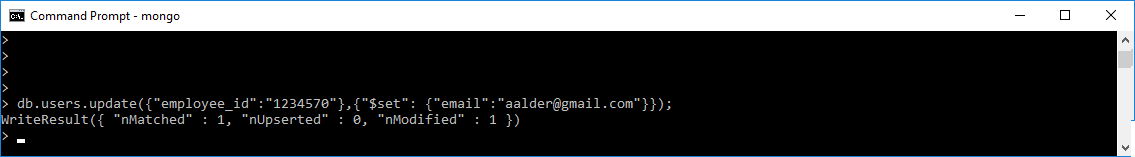 C:\.
Command Prompt - mongo
>
>
>
>
> db.users.update({"employee_id":"1234570"},{"$set": {"email":"aalder@gmail.com"}});
WriteResult({ "nMatched" : 1, "nUpserted" : 0, "nModified" : 1 })
>